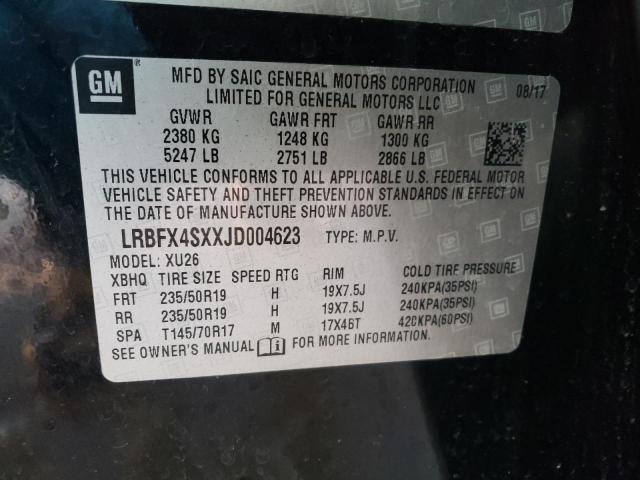 GM
MFD BY SAIC GENERAL MOTORS CORPORATION 08/17
LIMITED FOR GENERAL MOTORS LLC
GVWR GAWR FRT GAWR RR
2380 KG 1248 KG 1300 KG
5247 LB 2751 LB 2866 LB
THIS VEHICLE CONFORMS TO ALL APPLICABLE U.S. FEDERAL MOTOR
VEHICLE SAFETY AND THEFT PREVENTION STANDARDS IN EFFECT ON
THE DATE OF MANUFACTURE SHOWN ABOVE.
LRBFX4SXXJD004623 TYPE: M.P.V.
MODEL: XU26
XBHQ TIRE SIZE SPEED RTG RIM COLD TIRE PRESSURE
FRT 235/50R19 H 19X7.5J 240KPA(35PSI)
RR 235/50R19 H 19X7.5J 240KPA(35PSI)
SPA T145/70R17 M 17X4BT 420KPA(60PSI)
SEE OWNER'S MANUAL FOR MORE INFORMATION.